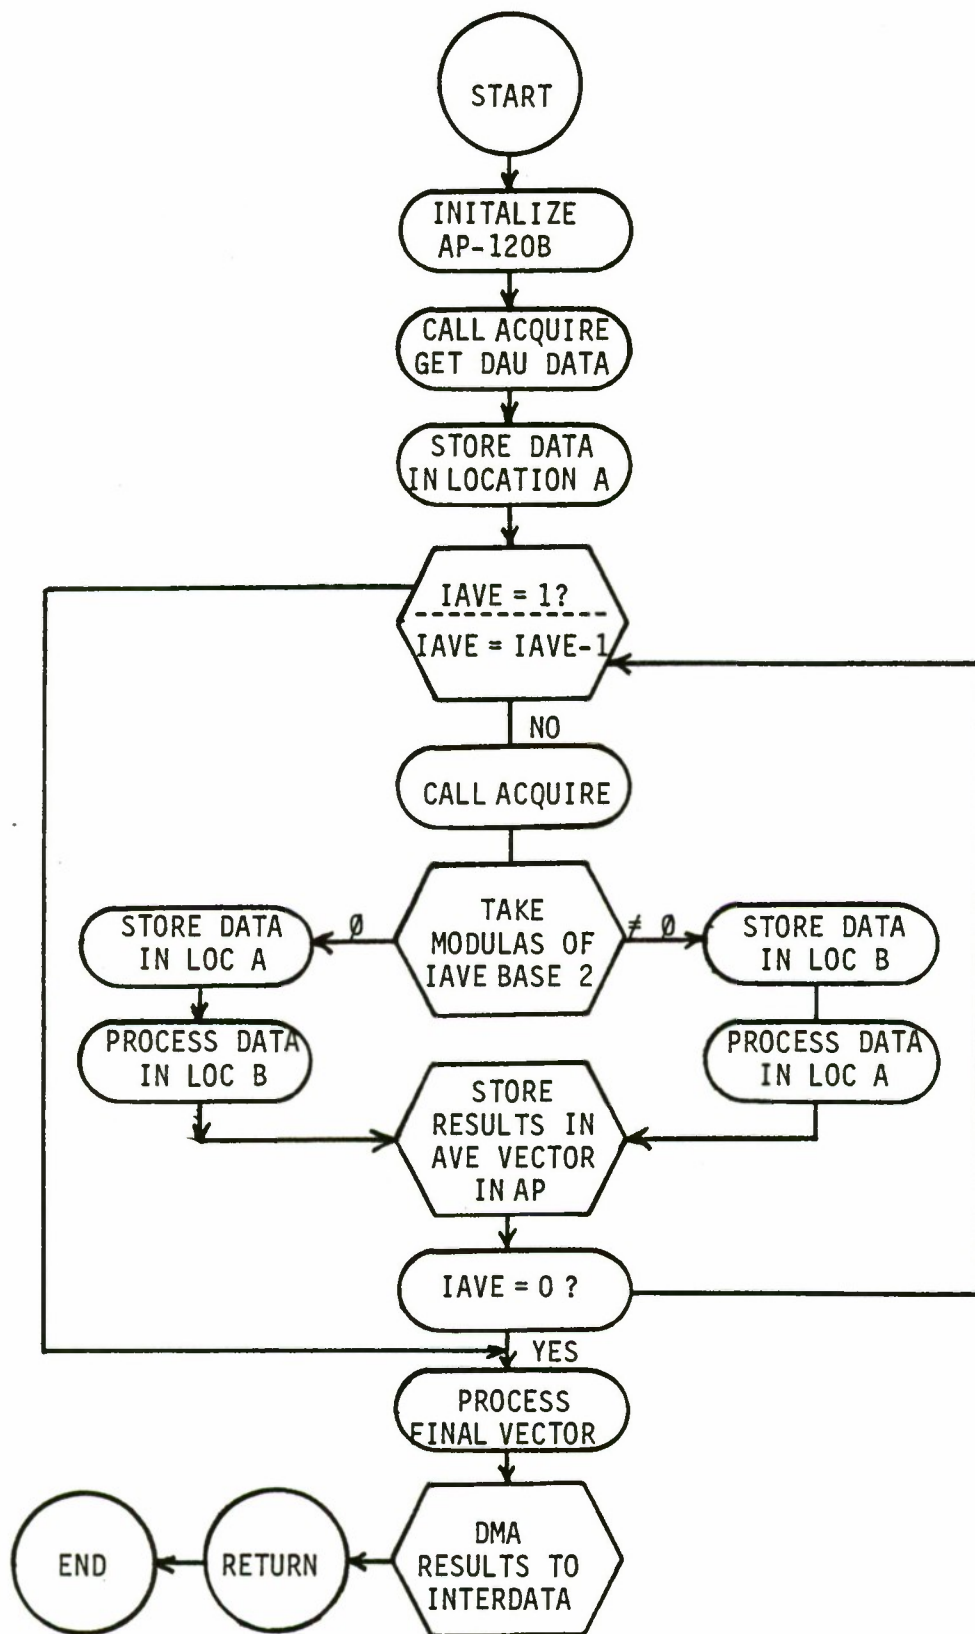 START
INITALIZE
AP-120B
CALL ACQUIRE
GET DAU DATA
STORE DATA
IN LOCATION A
IAVE = 1?
IAVE = IAVE-1
NO
CALL ACQUIRE
TAKE
MODULAS OF
IAVE BASE 2
Ø
≠ Ø
STORE DATA
IN LOC A
STORE DATA
IN LOC B
PROCESS DATA
IN LOC B
PROCESS DATA
IN LOC A
STORE
RESULTS IN
AVE VECTOR
IN AP
IAVE = 0 ?
YES
PROCESS
FINAL VECTOR
DMA
RESULTS TO
INTERDATA
RETURN
END